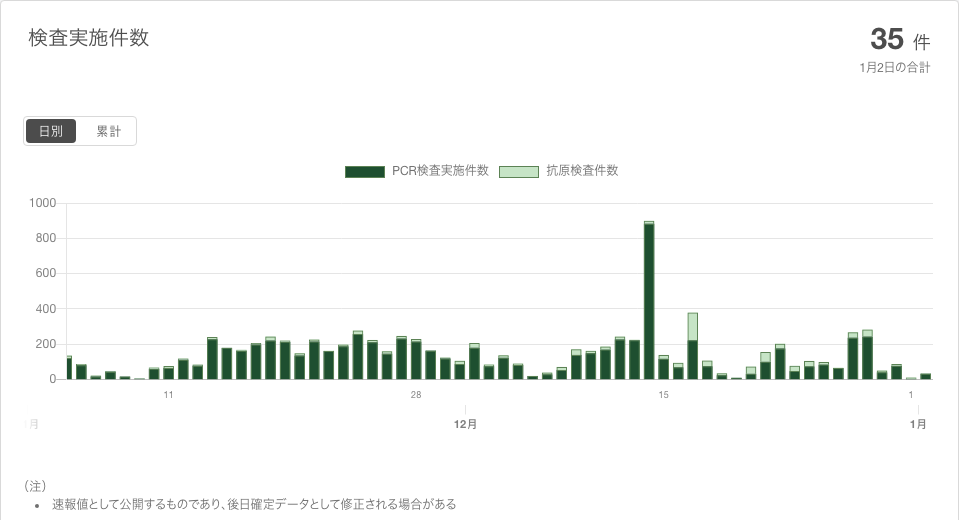 検査実施件数
35 件
1月2日の合計
日別 累計
PCR検査実施件数 抗原検査件数
1000
800
600
400
200
0
11 28 15 1
月 12月 1月
（注）
• 速報値として公開するものであり、後日確定データとして修正される場合がある